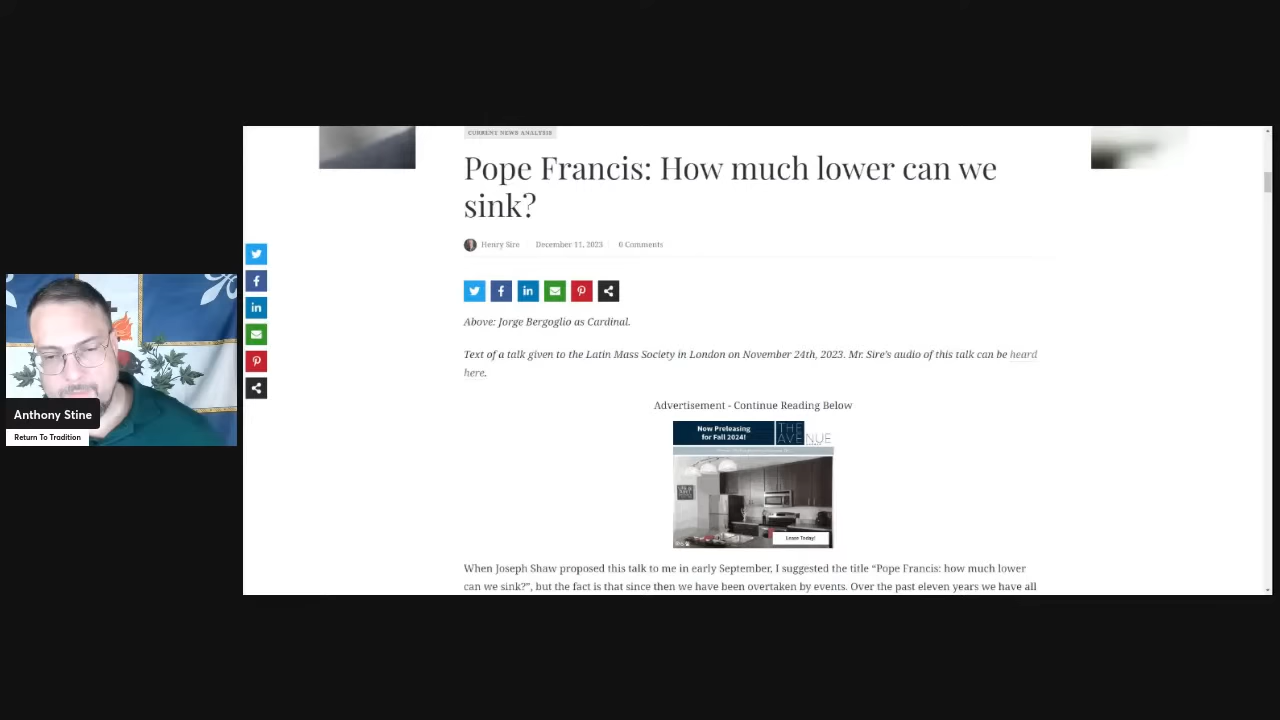 CURRENT NEWS ANALYSIS
Pope Francis: How much lower can we
sink?
Henry Sire
December 11, 2023
0 Comments
Above: Jorge Bergoglio as Cardinal.
Text of a talk given to the Latin Mass Society in London on November 24th, 2023. Mr. Sire's audio of this talk can be heard
here.
Advertisement - Continue Reading Below
Now Preleasing
for Fall 2024!
THE
AVENUE
Lease Today!
When Joseph Shaw proposed this talk to me in early September, I suggested the title “Pope Francis: how much lower
can we sink?”, but the fact is that since then we have been overtaken by events. Over the past eleven years we have all
Anthony Stine
Return To Tradition